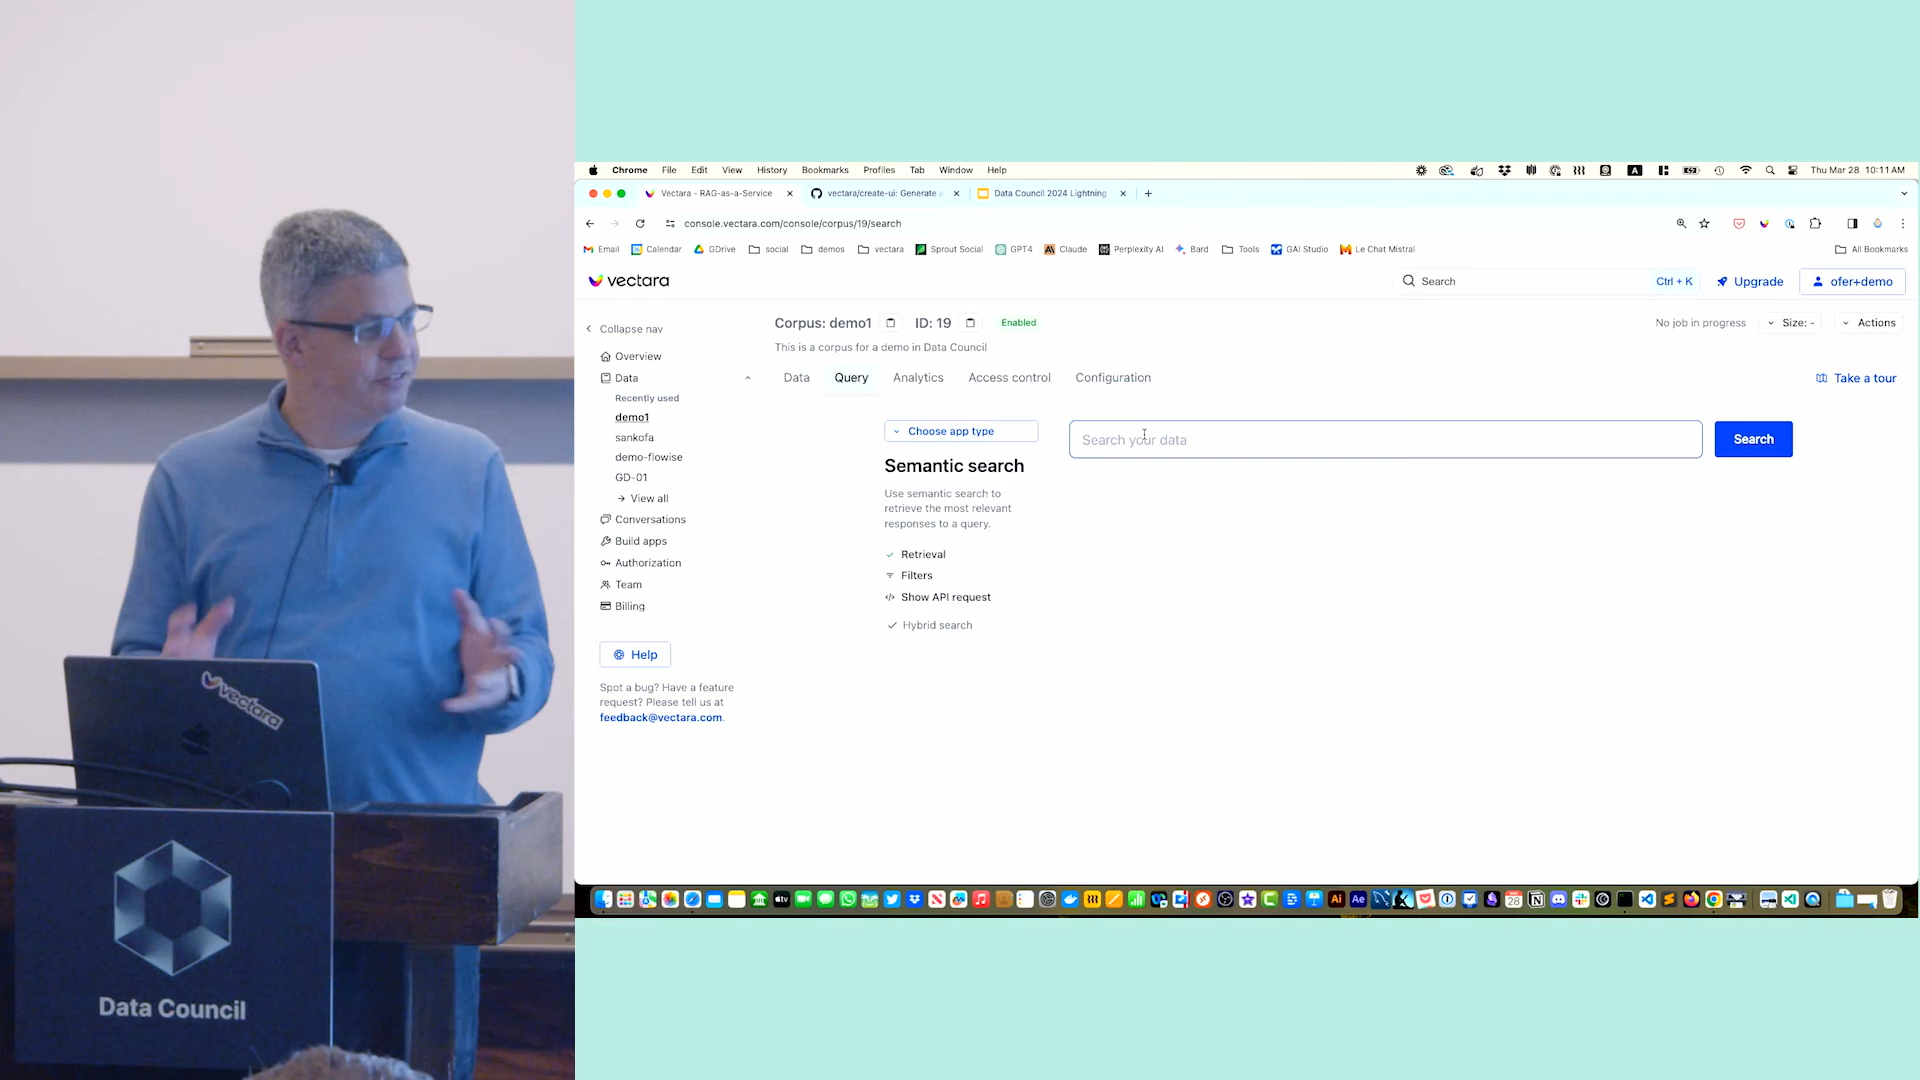 vectara
Data Council
Chrome File Edit View History Bookmarks Profiles Tab Window Help
A
Thu Mar 28 10:11 AM
Vectara - RAG-as-a-Service
vectara/create-ui: Generate
Data Council 2024 Lightning
console.vectara.com/console/corpus/19/search
Email Calendar GDrive social demos vectara Sprout Social GPT4 Claude Perplexity AI Bard Tools GAI Studio Le Chat Mistral
All Bookmarks
vectara
Search
Ctrl + K
Upgrade
ofer+demo
Collapse nav
Overview
Data
Recently used
demo1
sankofa
demo-flowise
GD-01
View all
Conversations
Build apps
Authorization
Team
Billing
Help
Spot a bug? Have a feature
request? Please tell us at
feedback@vectara.com.
Corpus: demo1 ID: 19 Enabled
No job in progress
Size: -
Actions
This is a corpus for a demo in Data Council
Data Query Analytics Access control Configuration
Take a tour
Choose app type
Search your data
Search
Semantic search
Use semantic search to
retrieve the most relevant
responses to a query.
Retrieval
Filters
Show API request
Hybrid search
tv
Ai
Ae
28